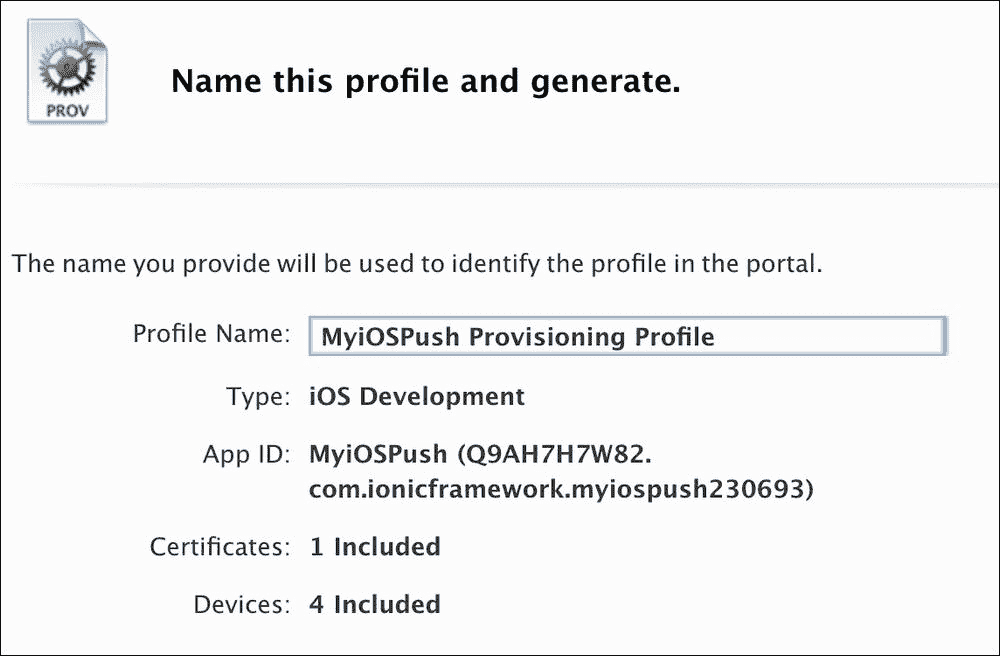 PROV
Name this profile and generate.
The name you provide will be used to identify the profile in the portal.
Profile Name: MyiOSPush Provisioning Profile
Type: iOS Development
App ID: MyiOSPush (Q9AH7H7W82.
com.ionicframework.myiospush230693)
Certificates: 1 Included
Devices: 4 Included